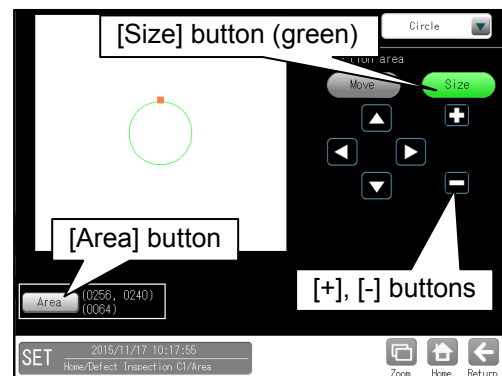 [Size] button (green)
Circle
area
Move
Size
[Area] button
[+], [-] buttons
Area
(0256, 0240)
(0064)
SET
2015/11/17 10:17:55
Home/Defect Inspection C1/Area
Zoom
Home
Return